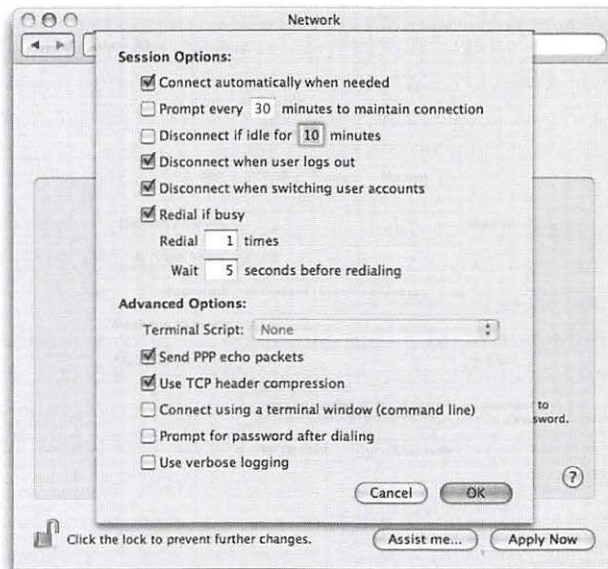 Network
Session Options:
Connect automatically when needed
Prompt every 30 minutes to maintain connection
Disconnect if idle for 10 minutes
Disconnect when user logs out
Disconnect when switching user accounts
Redial if busy
Redial 1 times
Wait 5 seconds before redialing
Advanced Options:
Terminal Script: None
Send PPP echo packets
Use TCP header compression
Connect using a terminal window (command line)
to
Prompt for password after dialing
sword.
Use verbose logging
?
Cancel OK
Click the lock to prevent further changes. Assist me... Apply Now